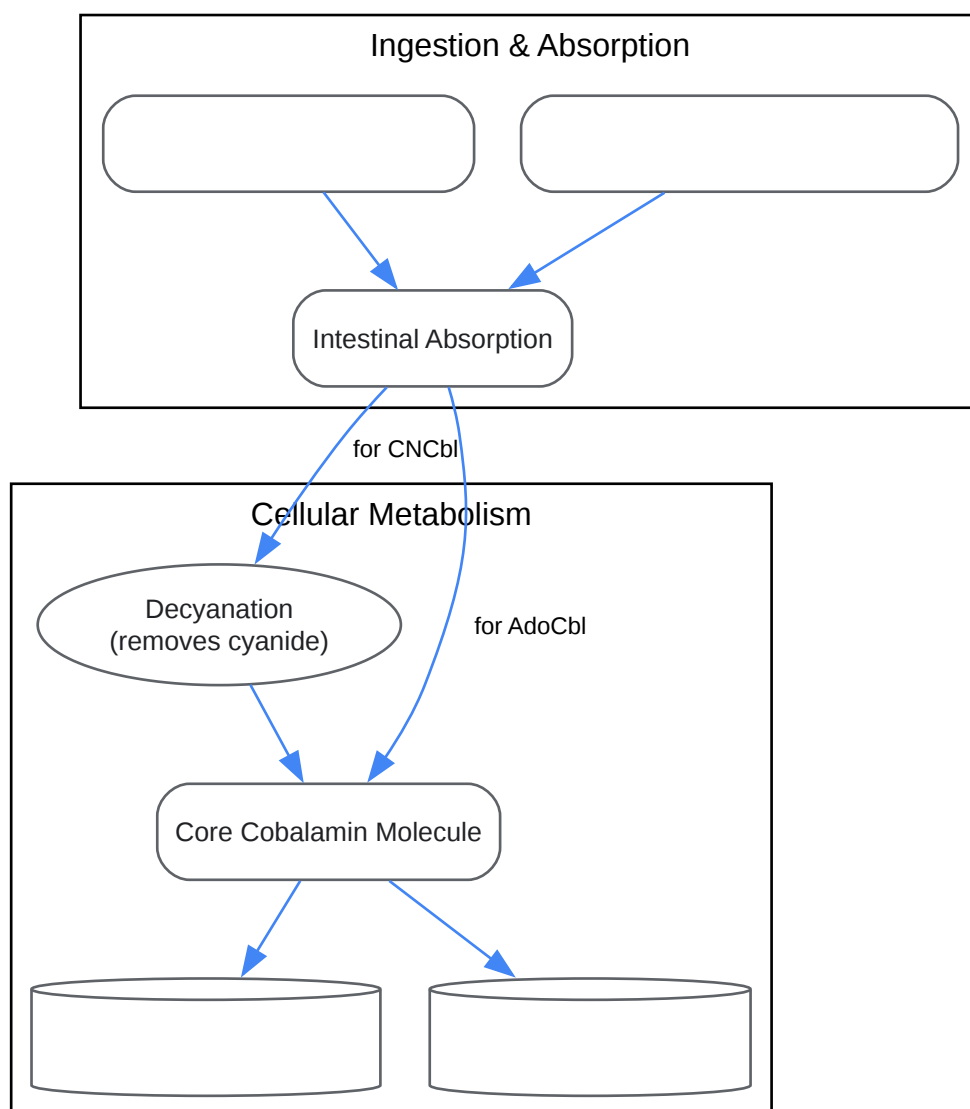 Ingestion & Absorption
Intestinal Absorption
for CNCbl
Cellular Metabolism
Decyanation
(removes cyanide)
for AdoCbl
Core Cobalamin Molecule